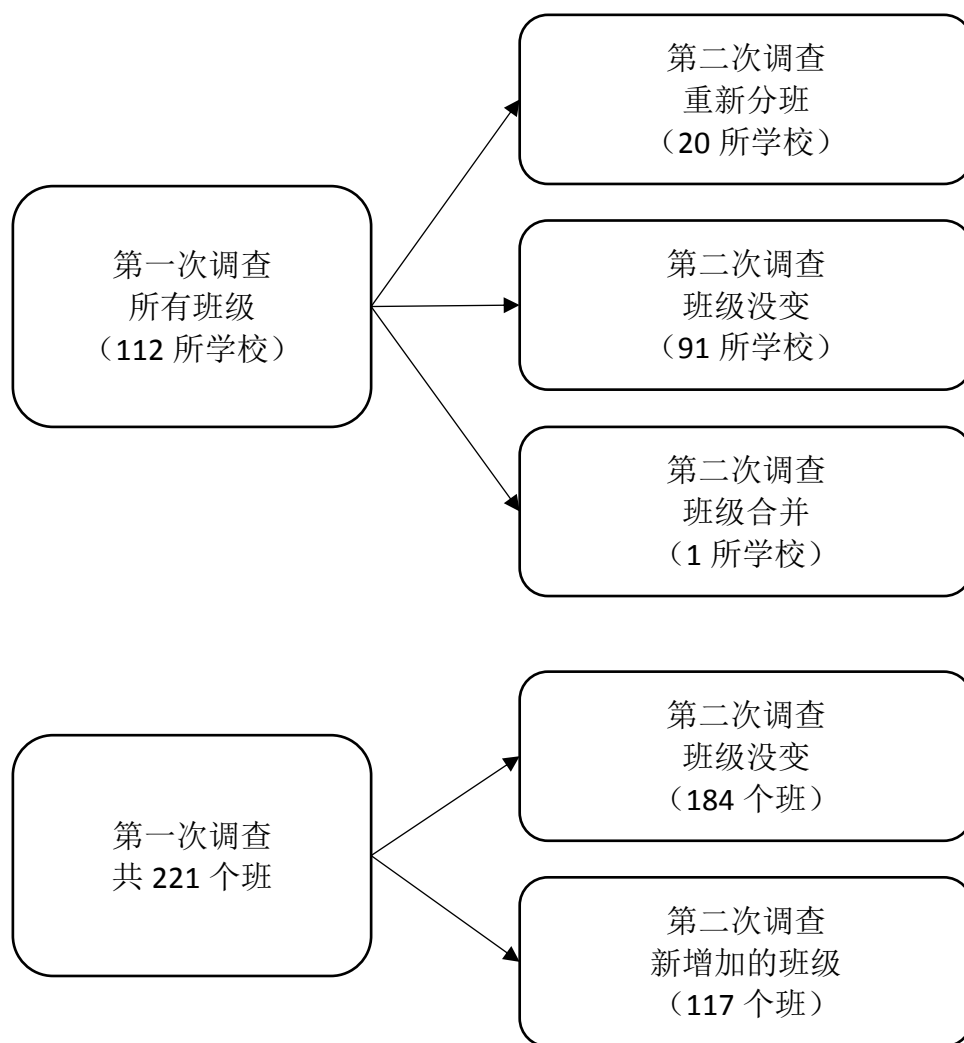 第二次调查
重新分班
（20 所学校）
第一次调查
所有班级
（112 所学校）
第二次调查
班级没变
（91 所学校）
第二次调查
班级合并
（1 所学校）
第二次调查
班级没变
（184 个班）
第一次调查
共 221 个班
第二次调查
新增加的班级
（117 个班）